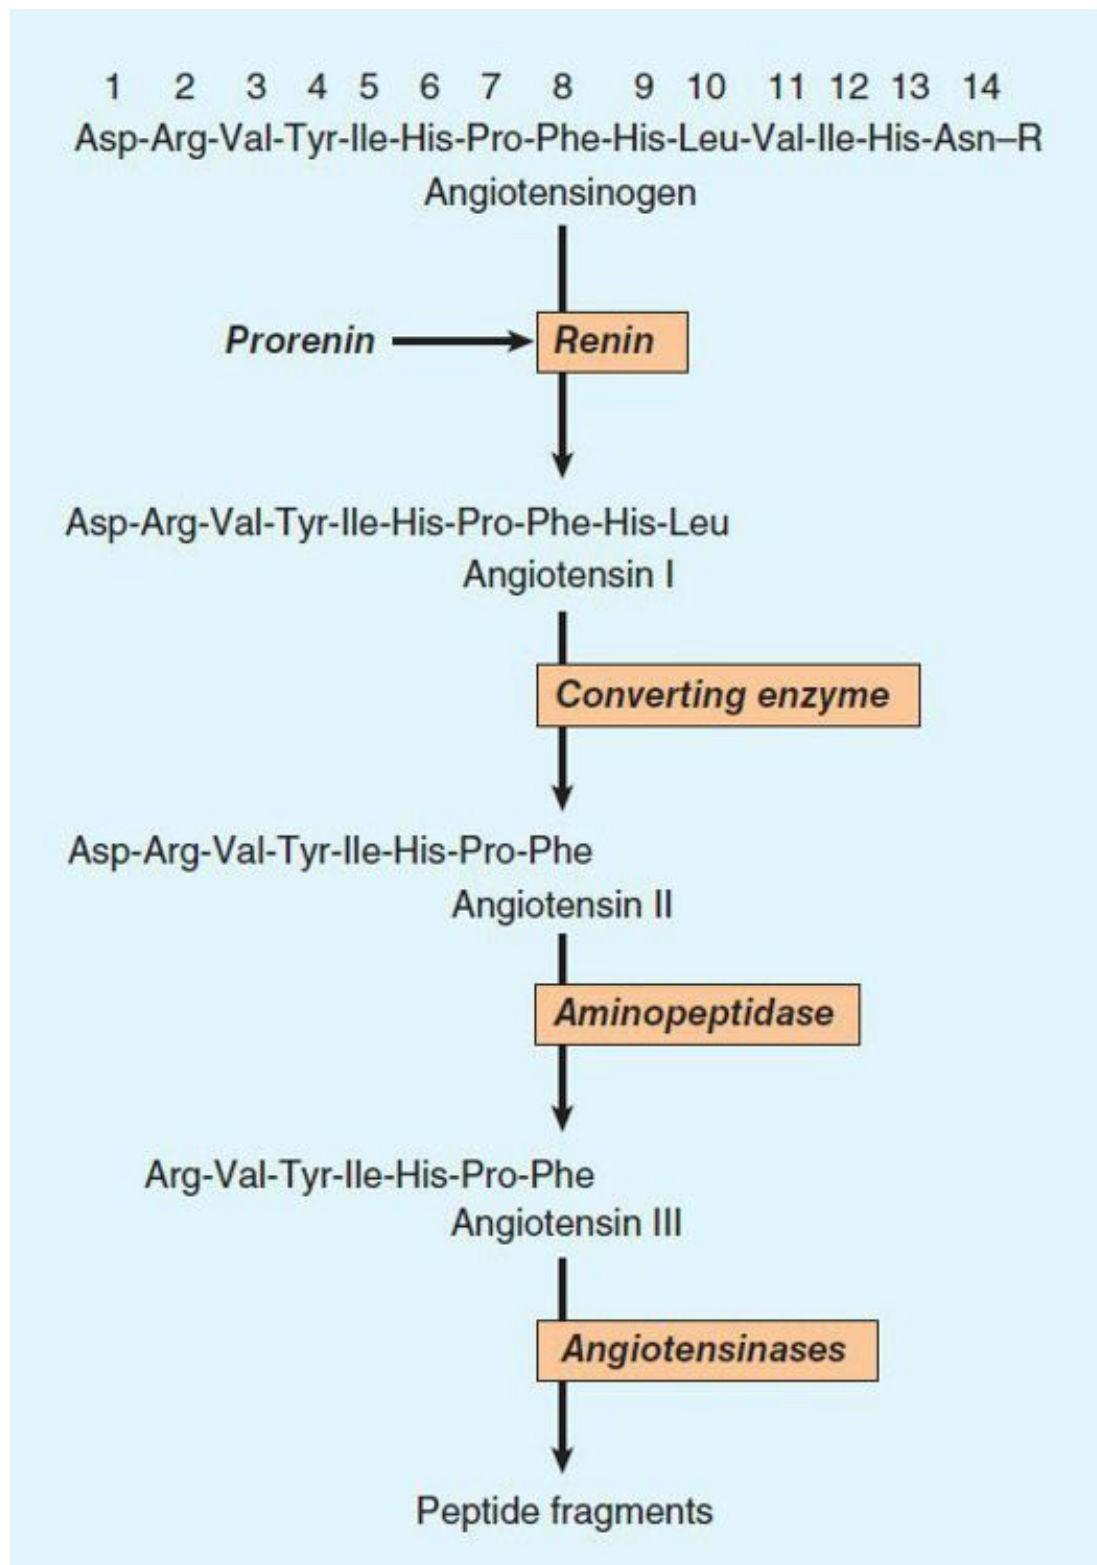 1 2 3 4 5 6 7 8 9 10 11 12 13 14
Asp-Arg-Val-Tyr-Ile-His-Pro-Phe-His-Leu-Val-Ile-His-Asn–R
Angiotensinogen
Prorenin Renin
Asp-Arg-Val-Tyr-Ile-His-Pro-Phe-His-Leu
Angiotensin I
Converting enzyme
Asp-Arg-Val-Tyr-Ile-His-Pro-Phe
Angiotensin II
Aminopeptidase
Arg-Val-Tyr-Ile-His-Pro-Phe
Angiotensin III
Angiotensinases
Peptide fragments